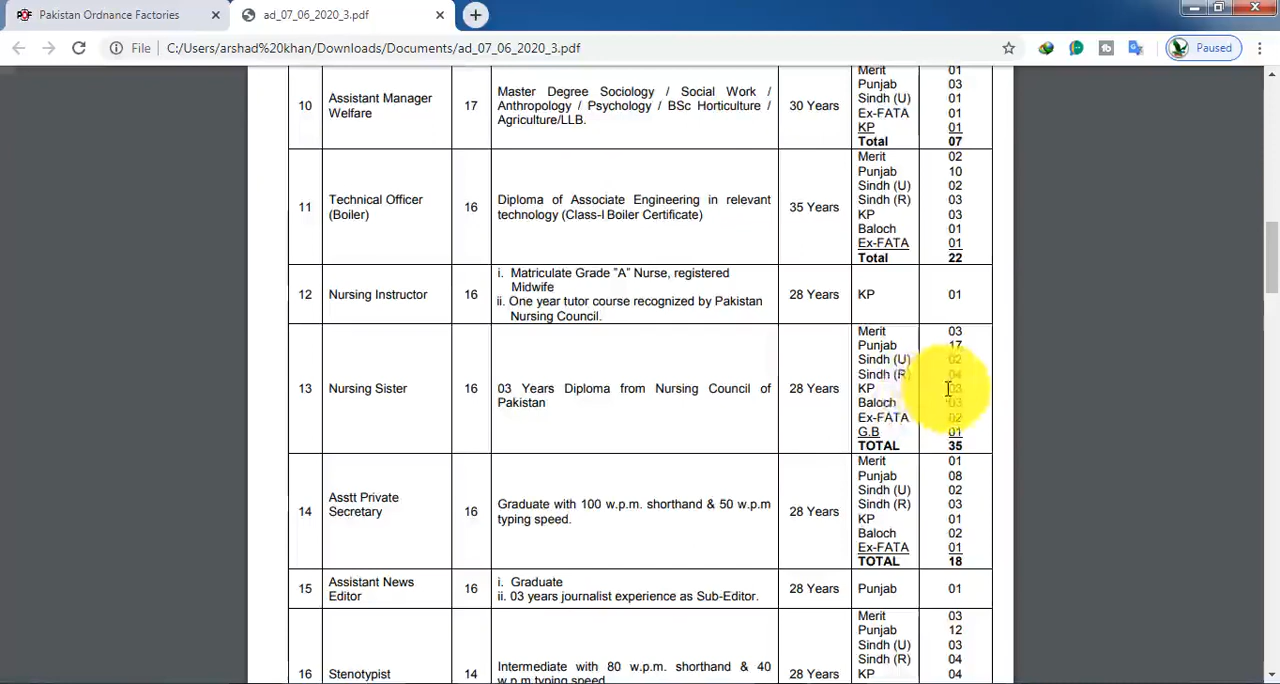 Pakistan Ordnance Factories
ad_07_06_2020_3.pdf
File C:/Users/arshad%20khan/Downloads/Documents/ad_07_06_2020_3.pdf
Paused
10
Assistant Manager
Welfare
17
Master Degree Sociology / Social Work /
Anthropology / Psychology / BSc Horticulture /
Agriculture/LLB.
30 Years
Merit 01
Punjab 03
Sindh (U) 01
Ex-FATA 01
KP 01
Total 07
11
Technical Officer
(Boiler)
16
Diploma of Associate Engineering in relevant
technology (Class-I Boiler Certificate)
35 Years
Merit 02
Punjab 10
Sindh (U) 02
Sindh (R) 03
KP 03
Baloch 01
Ex-FATA 01
Total 22
12
Nursing Instructor
16
i. Matriculate Grade "A" Nurse, registered
Midwife
ii. One year tutor course recognized by Pakistan
Nursing Council.
28 Years
KP 01
13
Nursing Sister
16
03 Years Diploma from Nursing Council of
Pakistan
28 Years
Merit 03
Punjab 17
Sindh (U) 02
Sindh (R) 04
KP 03
Baloch 03
Ex-FATA 02
G.B 01
TOTAL 35
14
Asstt Private
Secretary
16
Graduate with 100 w.p.m. shorthand & 50 w.p.m
typing speed.
28 Years
Merit 01
Punjab 08
Sindh (U) 02
Sindh (R) 03
KP 01
Baloch 02
Ex-FATA 01
TOTAL 18
15
Assistant News
Editor
16
i. Graduate
ii. 03 years journalist experience as Sub-Editor.
28 Years
Punjab 01
16
Stenotypist
14
Intermediate with 80 w.p.m. shorthand & 40
w.p.m typing speed
28 Years
Merit 03
Punjab 12
Sindh (U) 03
Sindh (R) 04
KP 04